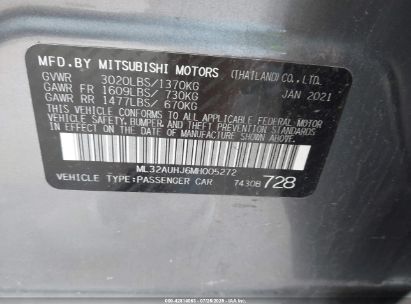 MFD.BY MITSUBISHI MOTORS (THAILAND) CO., LTD.
GVWR 3020LBS/1370KG JAN 2021
GAWR FR 1609LBS/ 730KG
GAWR RR 1477LBS/ 670KG
THIS VEHICLE CONFORMS TO ALL APPLICABLE
FEDERAL MOTOR VEHICLE SAFETY, BUMPER, AND
THEFT PREVENTION STANDARDS IN EFFECT ON THE
DATE OF MANUFACTURE SHOWN ABOVE.
ML32AUHJ6MH005272
VEHICLE TYPE:PASSENGER CAR 7430B 728